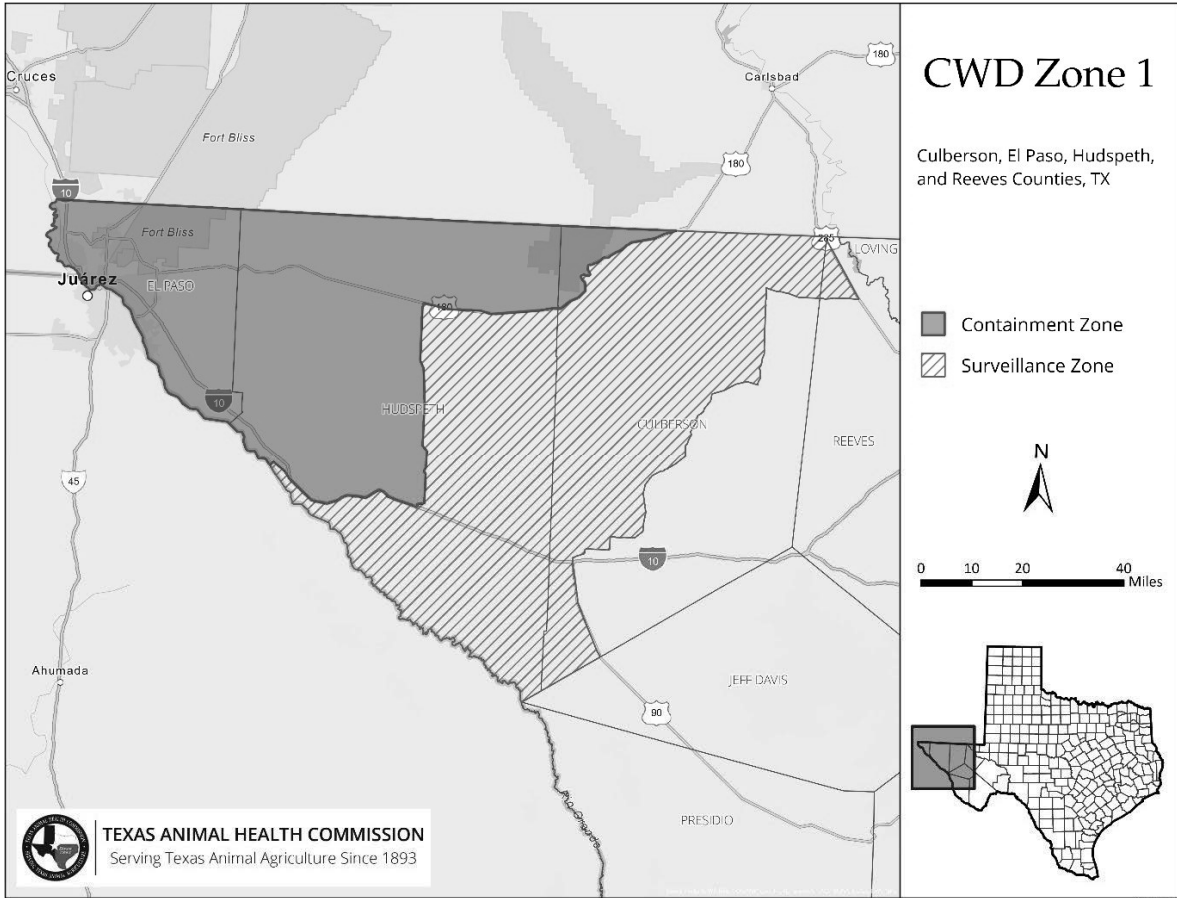 Cruces
Carlsbad
180
Fort Bliss
180
10
Fort Bliss
285
LOVING
Juárez
EL PASO
180
10
HUDSPETH
CULBERSON
REEVES
45
10
Ahumada
JEFF DAVIS
90
Rio Grande
PRESIDIO
TEXAS ANIMAL HEALTH COMMISSION
Serving Texas Animal Agriculture Since 1893
CWD Zone 1
Culberson, El Paso, Hudspeth,
and Reeves Counties, TX
Containment Zone
Surveillance Zone
N
0 10 20 40
Miles